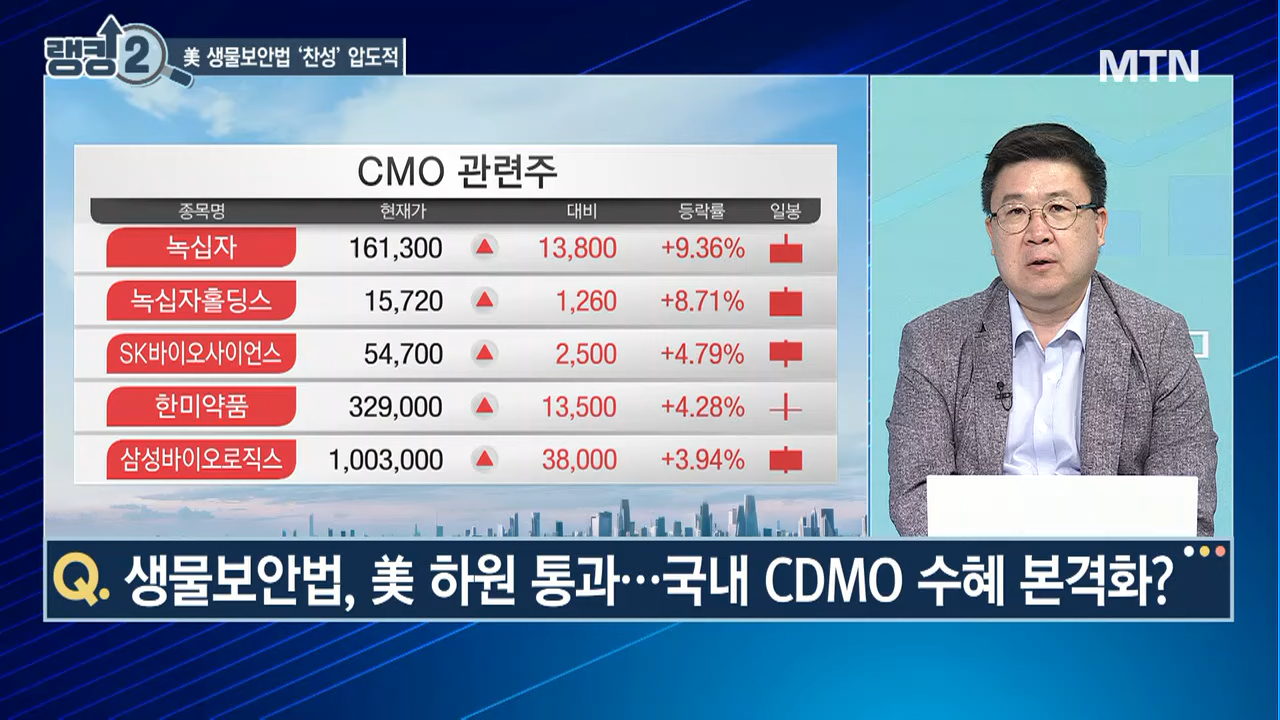 랭킹 2 美 생물보안법 ‘찬성’ 압도적
MTN
CMO 관련주
종목명 현재가 대비 등락률 일봉
녹십자 161,300 ▲ 13,800 +9.36%
녹십자홀딩스 15,720 ▲ 1,260 +8.71%
SK바이오사이언스 54,700 ▲ 2,500 +4.79%
한미약품 329,000 ▲ 13,500 +4.28%
삼성바이오로직스 1,003,000 ▲ 38,000 +3.94%
Q. 생물보안법, 美 하원 통과…국내 CDMO 수혜 본격화?